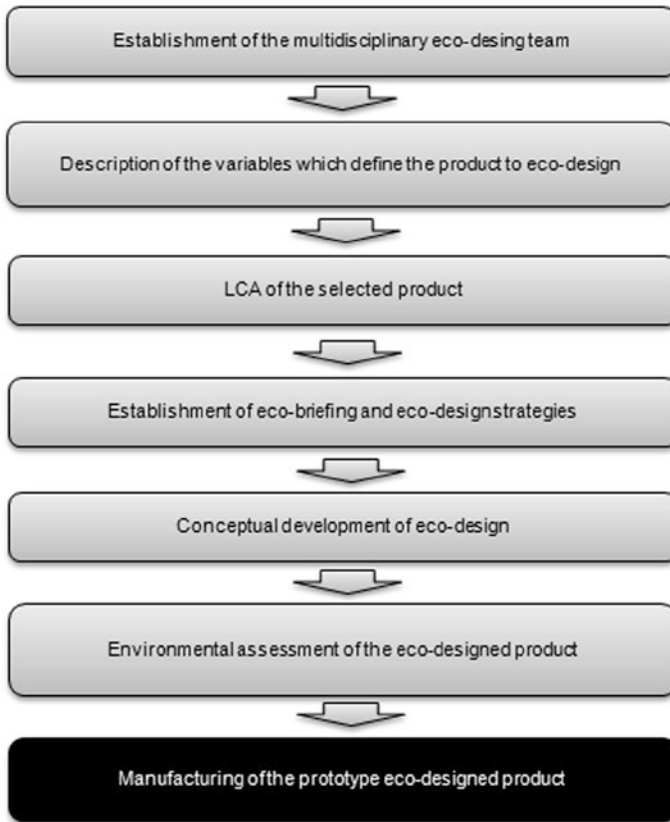 Establishment of the multidisciplinary eco-desing team
Description of the variables which define the product to eco-design
LCA of the selected product
Establishment of eco-briefing and eco-designstrategies
Conceptual development of eco-design
Environmental assessment of the eco-designed product
Manufacturing of the prototype eco-designed product